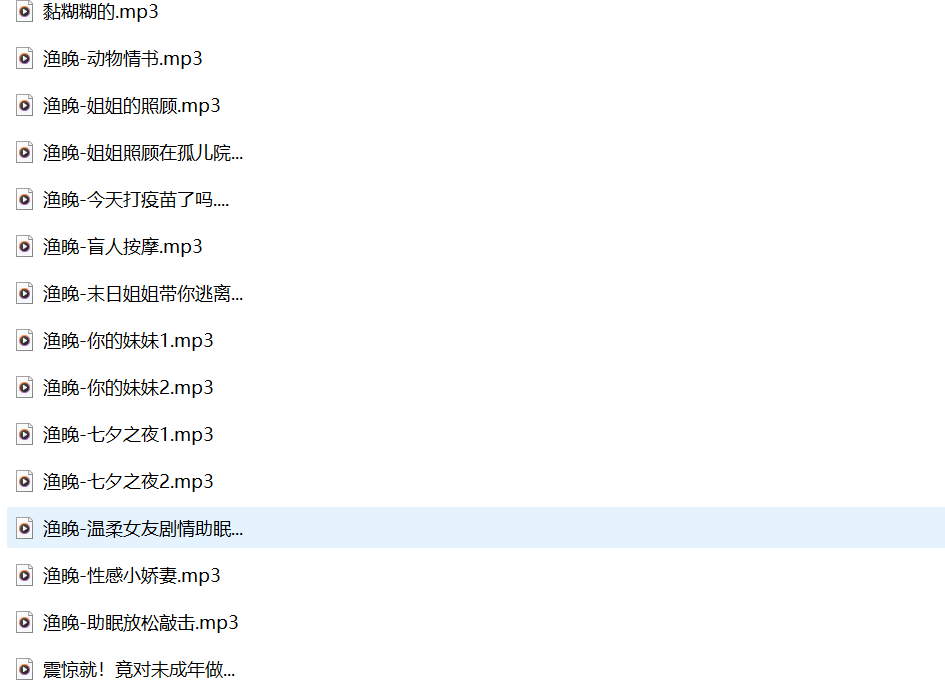 黏糊糊的.mp3
渔晚-动物情书.mp3
渔晚-姐姐的照顾.mp3
渔晚-姐姐照顾在孤儿院...
渔晚-今天打疫苗了吗....
渔晚-盲人按摩.mp3
渔晚-末日姐姐带你逃离...
渔晚-你的妹妹1.mp3
渔晚-你的妹妹2.mp3
渔晚-七夕之夜1.mp3
渔晚-七夕之夜2.mp3
渔晚-温柔女友剧情助眠...
渔晚-性感小娇妻.mp3
渔晚-助眠放松敲击.mp3
震惊就！竟对未成年做...